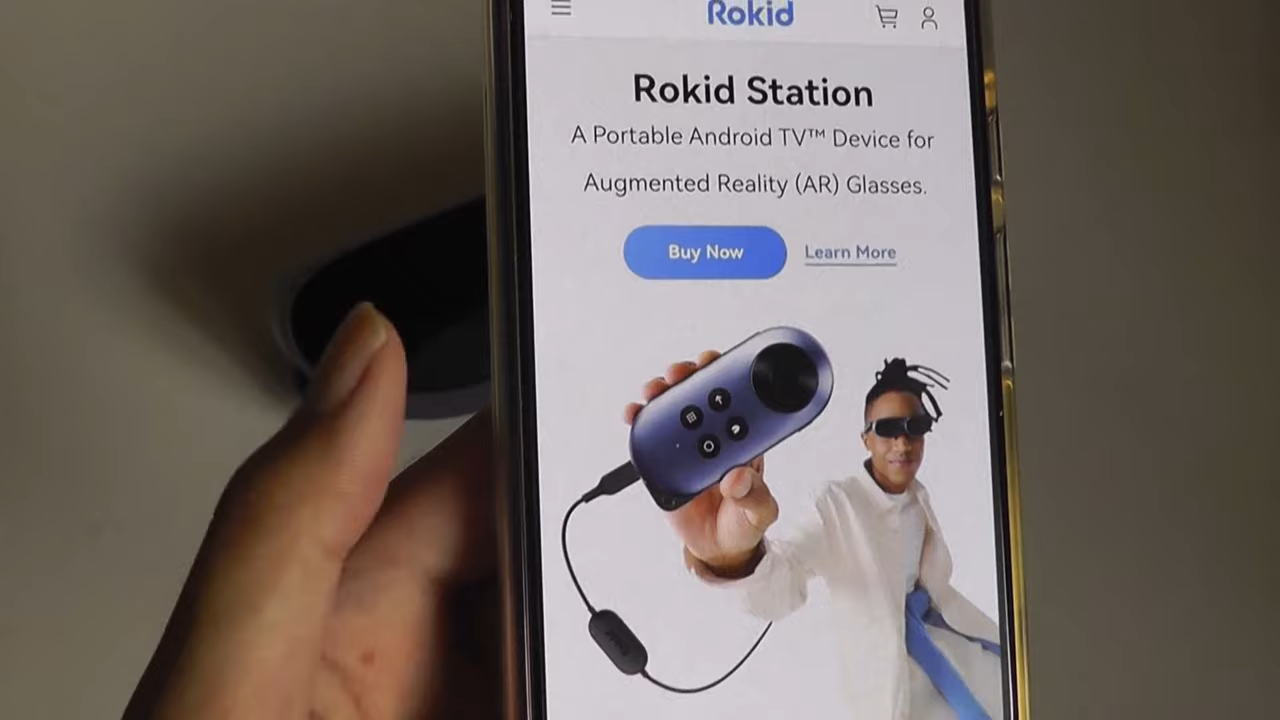 Rokid
Rokid Station
A Portable Android TV™ Device for
Augmented Reality (AR) Glasses.
Buy Now
Learn More